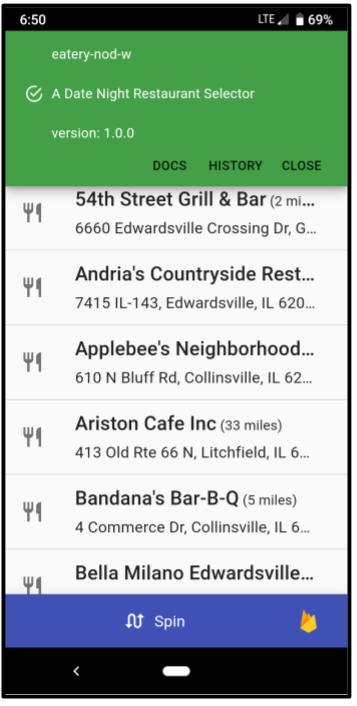 6:50 LTE 69%
eatery-nod-w
A Date Night Restaurant Selector
version: 1.0.0
DOCS HISTORY CLOSE
54th Street Grill & Bar (2 mi...
6660 Edwardsville Crossing Dr, G...
Andria's Countryside Rest...
7415 IL-143, Edwardsville, IL 620...
Applebee's Neighborhood...
610 N Bluff Rd, Collinsville, IL 62...
Ariston Cafe Inc (33 miles)
413 Old Rte 66 N, Litchfield, IL 6...
Bandana's Bar-B-Q (5 miles)
4 Commerce Dr, Collinsville, IL 6...
Bella Milano Edwardsville...
Spin